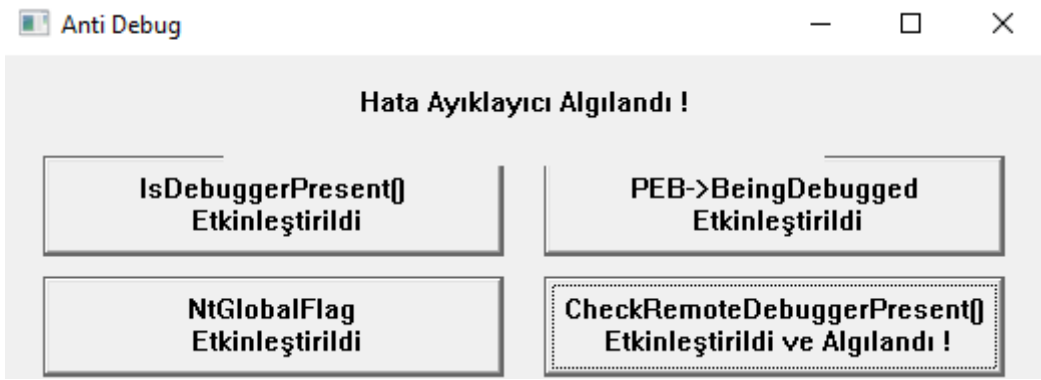 Anti Debug
Hata Ayıklayıcı Algılandı !
IsDebuggerPresent()
Etkinleştirildi
PEB->BeingDebugged
Etkinleştirildi
NtGlobalFlag
Etkinleştirildi
CheckRemoteDebuggerPresent()
Etkinleştirildi ve Algılandı !